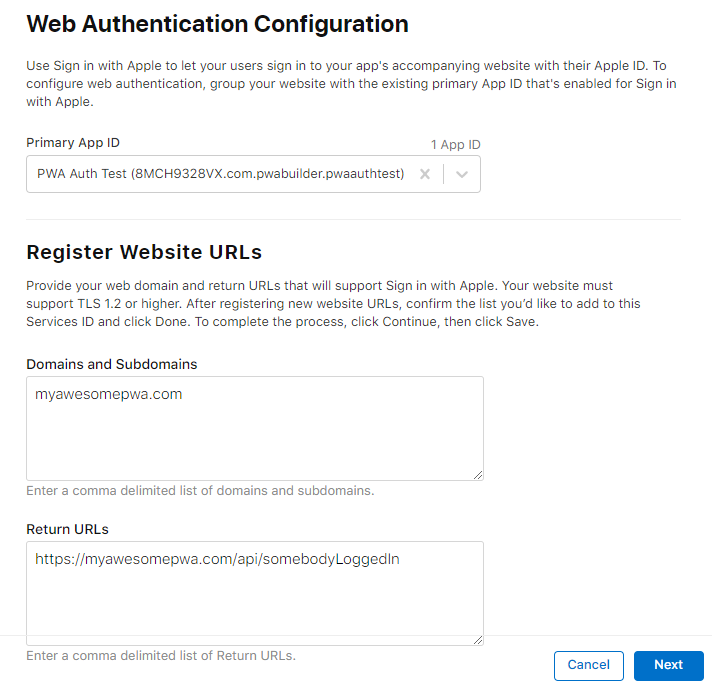 Web Authentication Configuration
Use Sign in with Apple to let your users sign in to your app's accompanying website with their Apple ID. To
configure web authentication, group your website with the existing primary App ID that's enabled for Sign in
with Apple.
Primary App ID
1 App ID
PWA Auth Test (8MCH9328VX.com.pwabuilder.pwaauthtest)
Register Website URLs
Provide your web domain and return URLs that will support Sign in with Apple. Your website must
support TLS 1.2 or higher. After registering new website URLs, confirm the list you’d like to add to this
Services ID and click Done. To complete the process, click Continue, then click Save.
Domains and Subdomains
myawesomepwa.com
Enter a comma delimited list of domains and subdomains.
Return URLs
https://myawesomepwa.com/api/somebodyLoggedIn
Enter a comma delimited list of Return URLs.
Cancel
Next